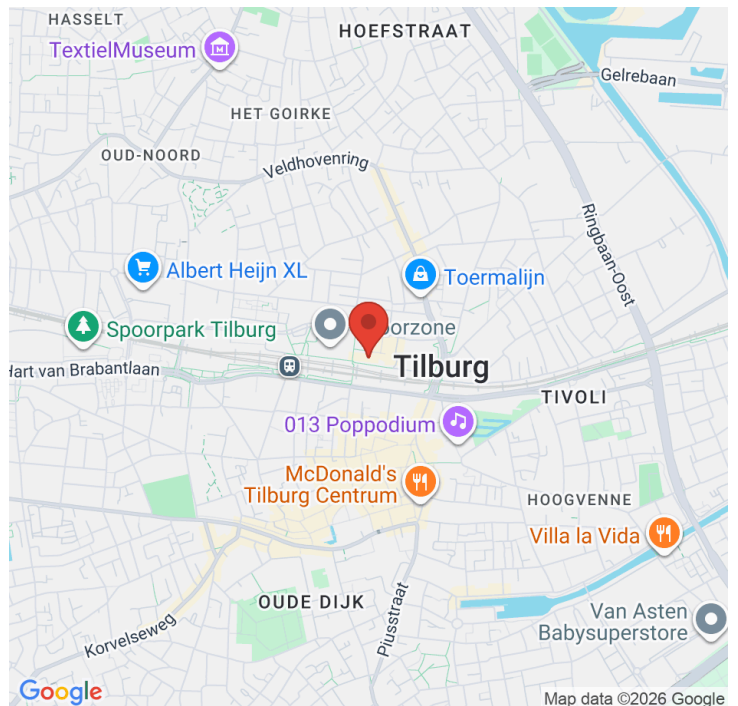 HASSELT
HOEFSTRAAT
TextielMuseum
Gelrebaan
HET GOIRKE
OUD-NOORD
Veldhovenring
Ringbaan-Oost
Albert Heijn XL
Toermalijn
Spoorpark Tilburg
oorzone
Hart van Brabantlaan
Tilburg
TIVOLI
013 Poppodium
McDonald's
Tilburg Centrum
HOOGVENNE
Villa la Vida
OUDE DIJK
Piusstraat
Korvelseweg
Van Asten
Babysuperstore
Google
Map data ©2026 Google